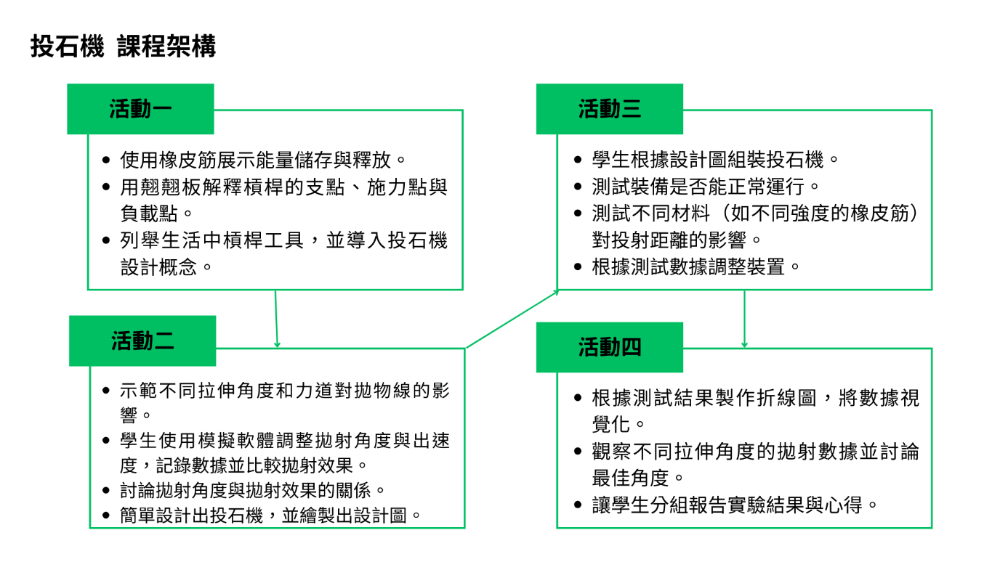 投石機 課程架構
活動一
• 使用橡皮筋展示能量儲存與釋放。
• 用翹翹板解釋槓桿的支點、施力點與
負載點。
• 列舉生活中槓桿工具，並導入投石機
設計概念。
活動二
• 示範不同拉伸角度和力道對拋物線的影
響。
• 學生使用模擬軟體調整拋射角度與出速
度，記錄數據並比較拋射效果。
• 討論拋射角度與拋射效果的關係。
• 簡單設計出投石機，並繪製出設計圖。
活動三
• 學生根據設計圖組裝投石機。
• 測試裝備是否能正常運行。
• 測試不同材料（如不同強度的橡皮筋）
對投射距離的影響。
• 根據測試數據調整裝置。
活動四
• 根據測試結果製作折線圖，將數據視
覺化。
• 觀察不同拉伸角度的拋射數據並討論
最佳角度。
• 讓學生分組報告實驗結果與心得。